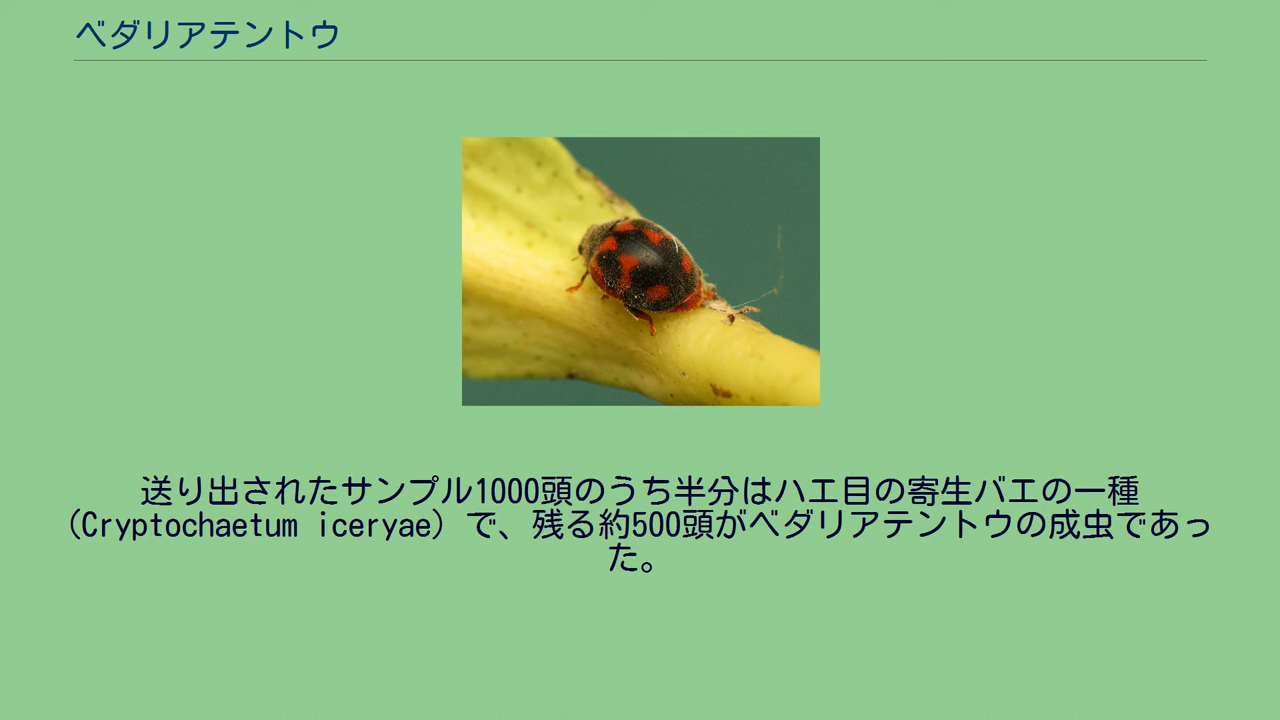 ベダリアテントウ
送り出されたサンプル1000頭のうち半分はハエ目の寄生バエの一種
(Cryptochaetum iceryae) で、残る約500頭がベダリアテントウの成虫であっ
た。